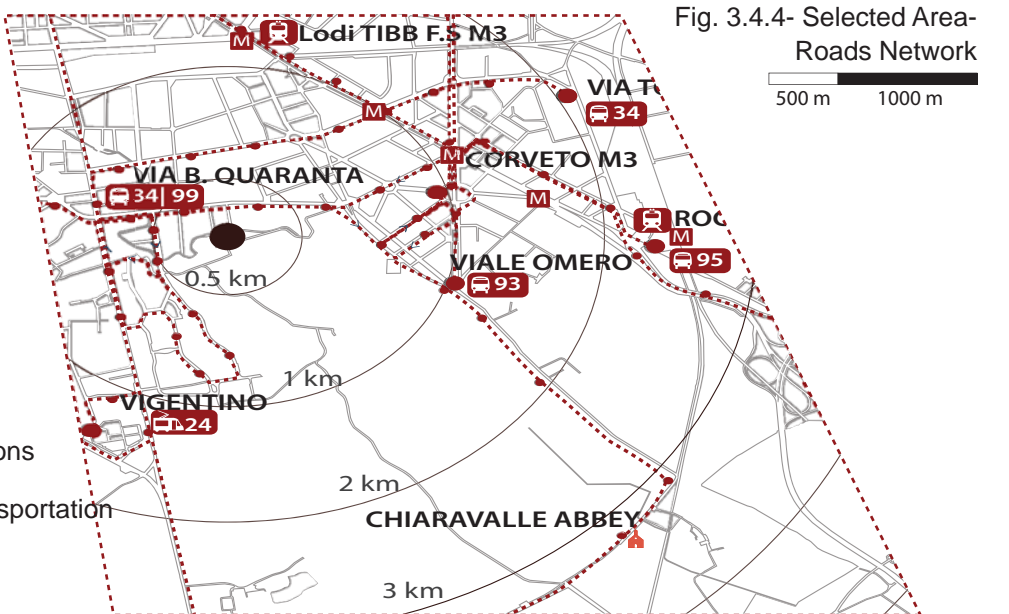 Fig. 3.4.4- Selected Area-
Roads Network
500 m 1000 m
M Lodi TIBB F.S M3
M
VIA T
34
M CORVETO M3
VIA B. QUARANTA
34| 99
M
ROG
M
95
0.5 km
VIALE OMERO
93
1 km
VIGENTINO
24
ons
2 km
sportation
CHIARAVALLE ABBEY
3 km